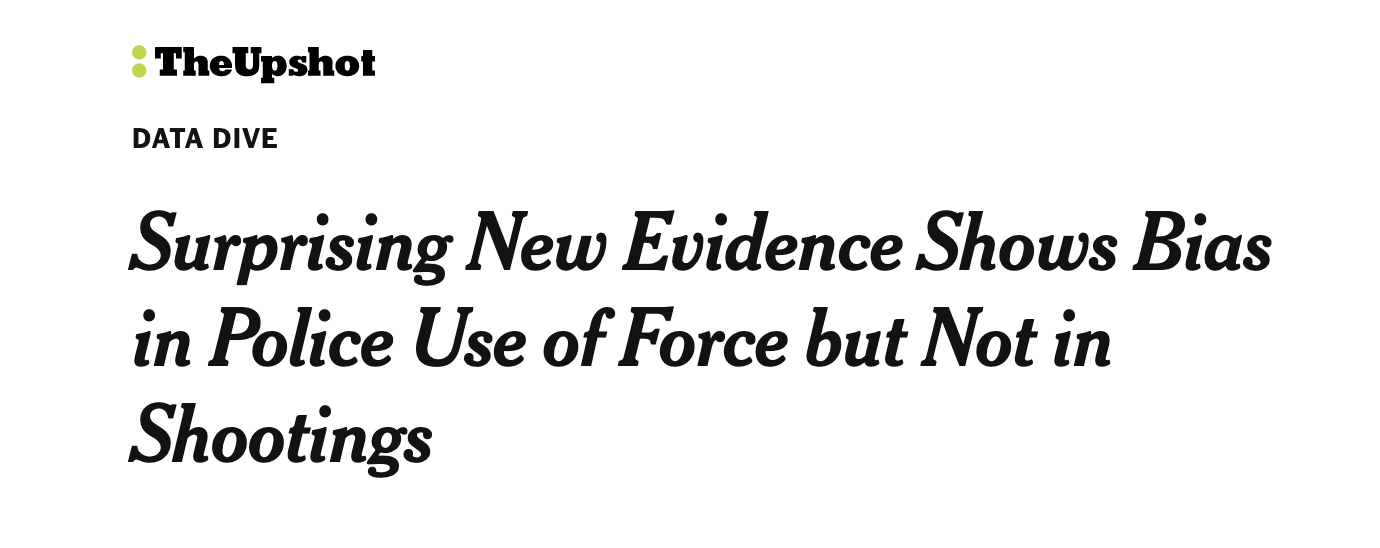 TheUpshot
DATA DIVE
Surprising New Evidence Shows Bias
in Police Use of Force but Not in
Shootings